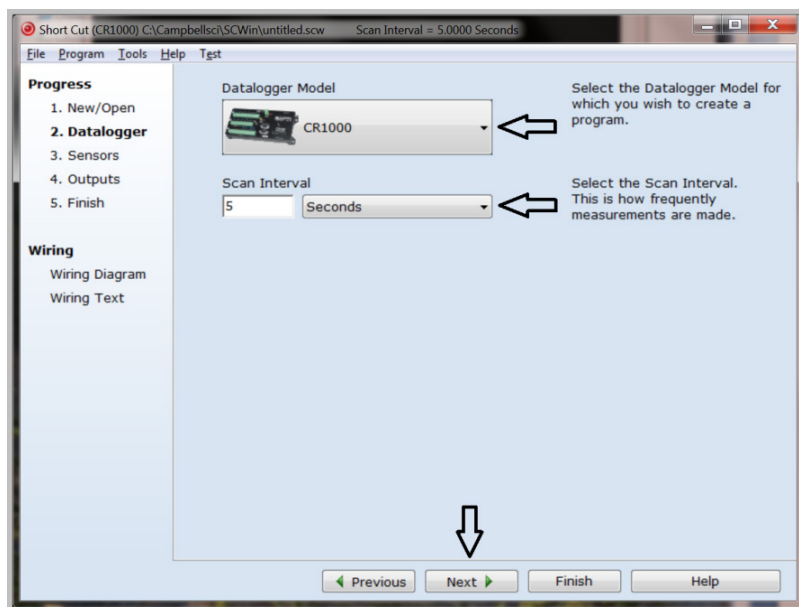 Short Cut (CR1000) C:\Campbellsci\SCWin\untitled.scw Scan Interval = 5.0000 Seconds
File Program Tools Help Test
Progress
1. New/Open
2. Datalogger
3. Sensors
4. Outputs
5. Finish
Wiring
Wiring Diagram
Wiring Text
Datalogger Model
CR1000
Select the Datalogger Model for
which you wish to create a
program.
Scan Interval
5 Seconds
Select the Scan Interval.
This is how frequently
measurements are made.
Previous Next Finish Help